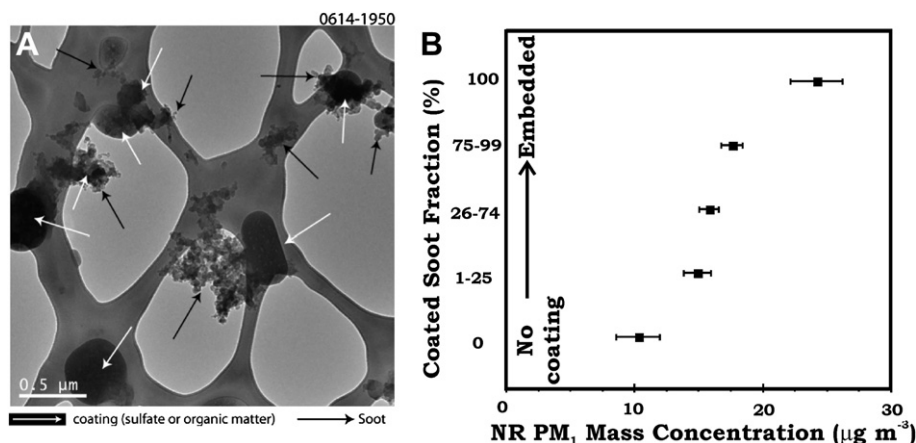 0614-1950
A
0.5 µm
coating (sulfate or organic matter)
Soot
B
Coated Soot Fraction (%)
100
75-99
26-74
1-25
0
Embedded
No coating
0
10
20
30
NR PM₁ Mass Concentration (µg m⁻³)